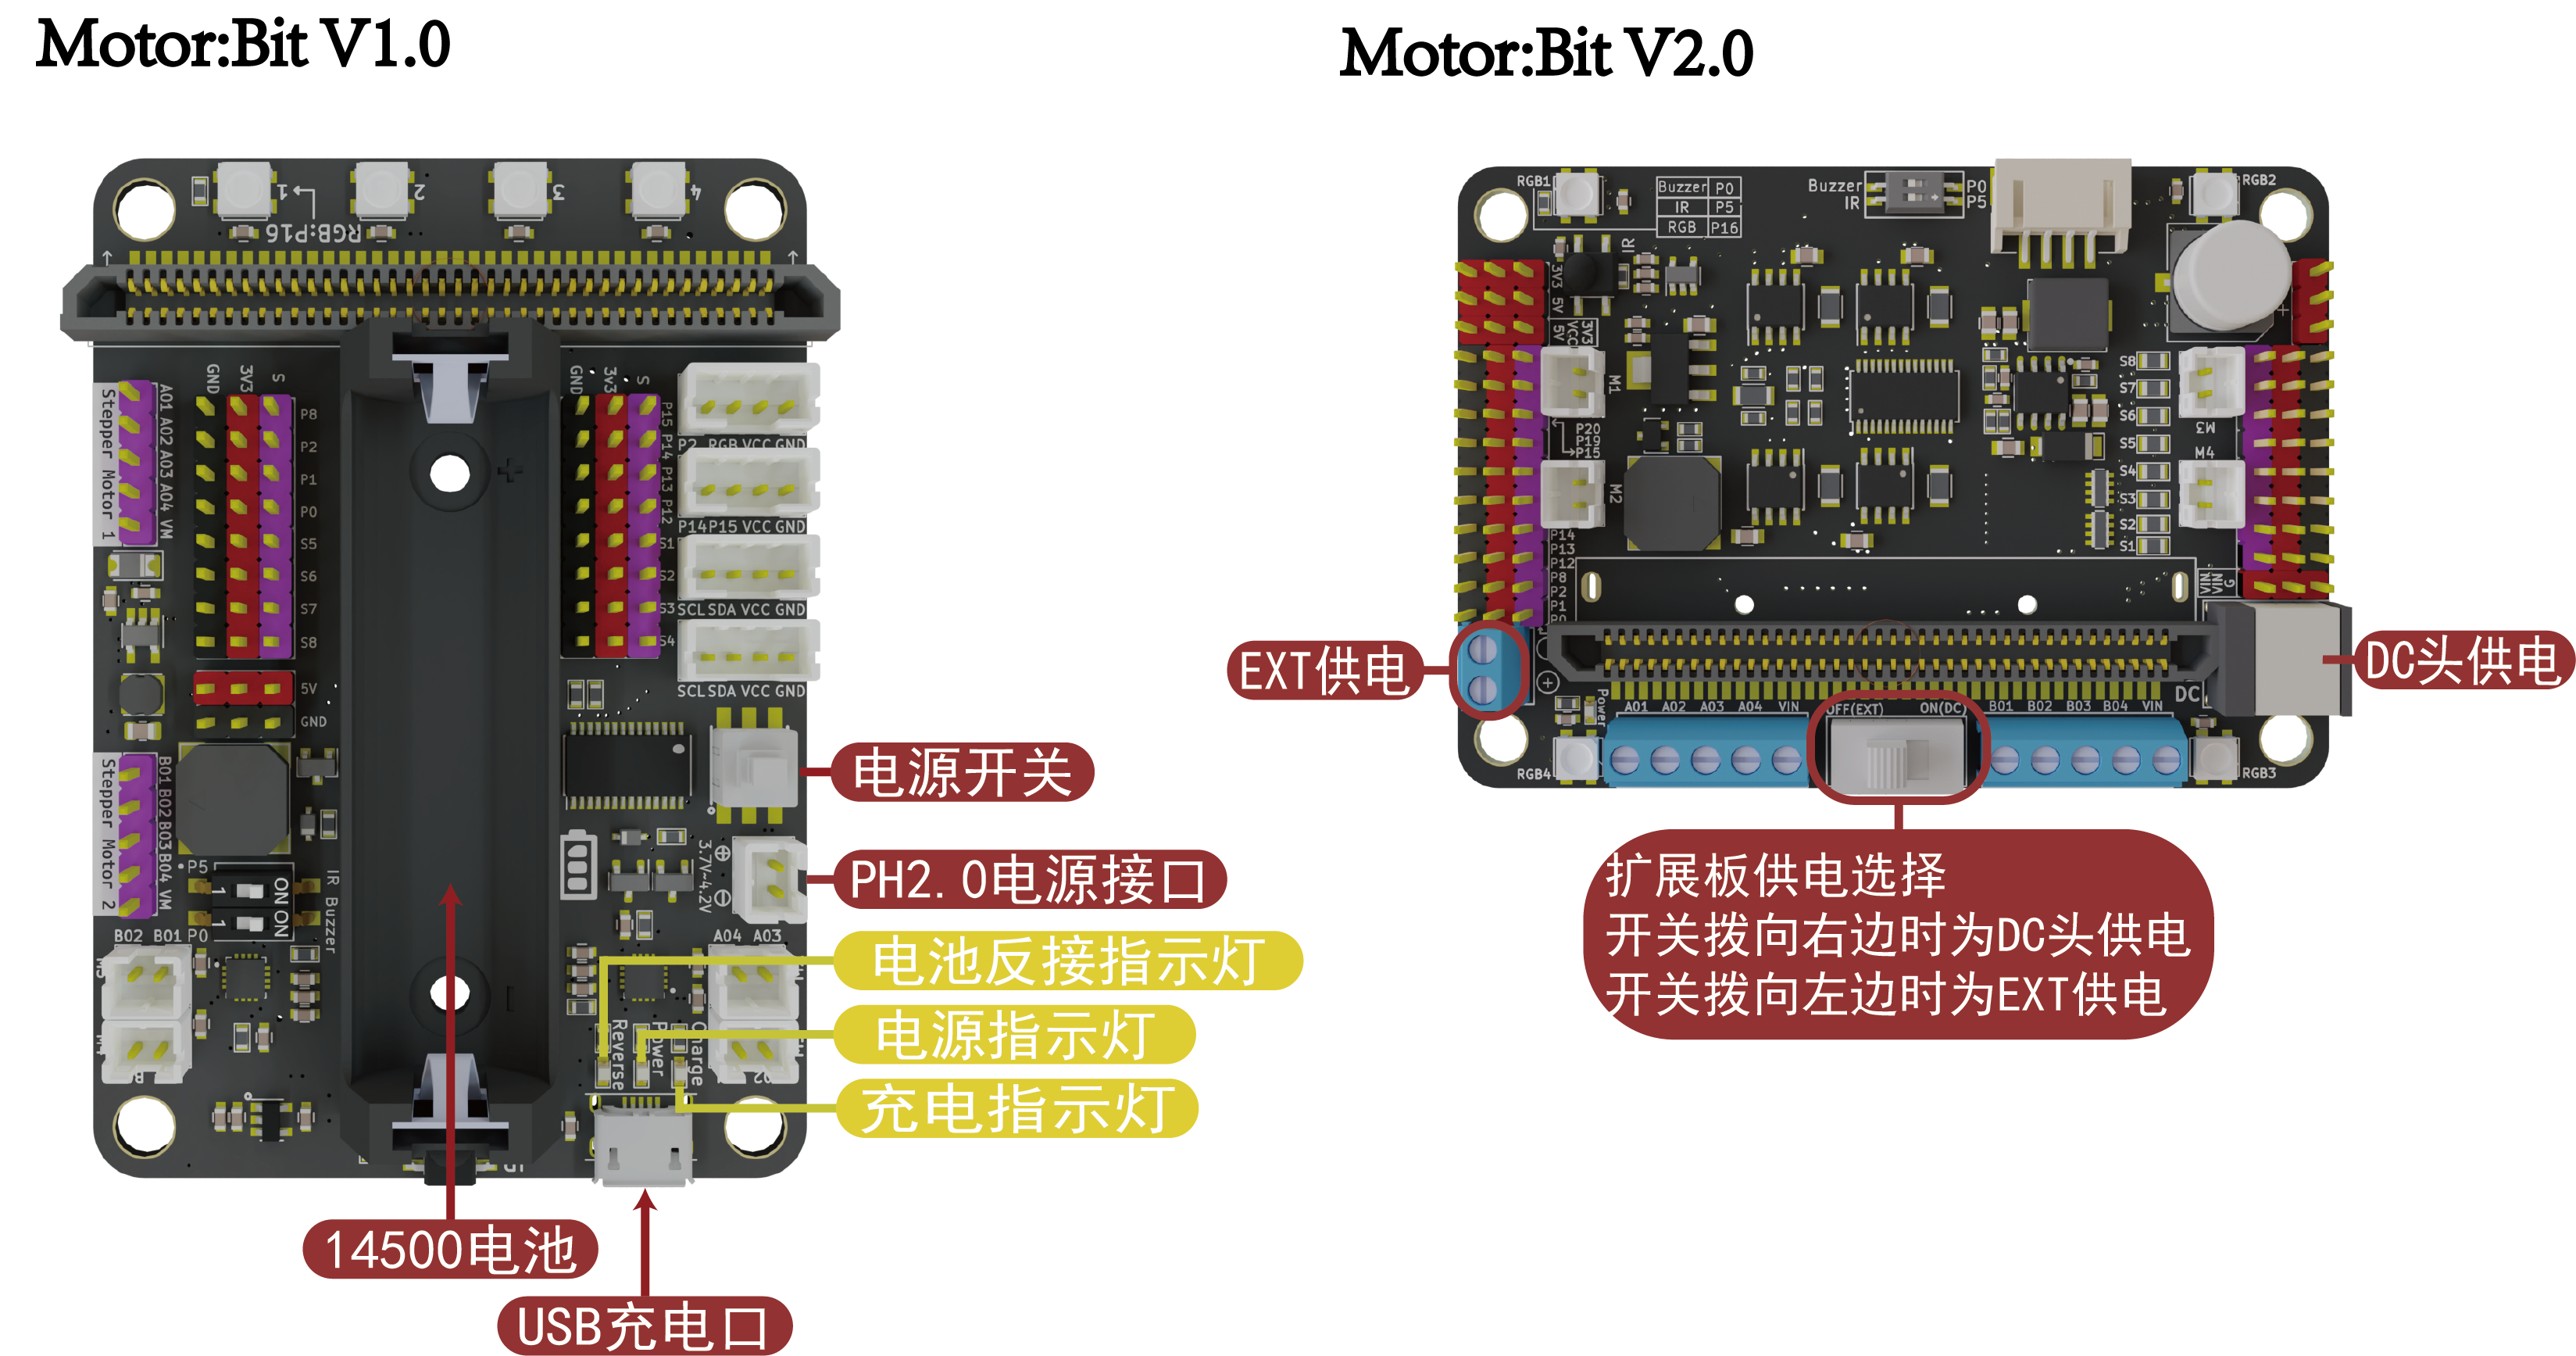 Motor:Bit V1.0
1
2
3
4
RGB:P16
GND 3V3 S
P8
P2
P1
P0
S5
S6
S7
S8
5V
GND
A01 A02 A03 A04 VM
Stepper Motor 1
B01 B02 B03 B04 VM
Stepper Motor 2
GND 3V3 S
P15
P14
P13
P12
S1
S2
S3
S4
P2 RGB VCC GND
P14 P15 VCC GND
SCL SDA VCC GND
SCL SDA VCC GND
+
P5
P0
1 ON
1 ON
IR Buzzer
B02 B01
3.7V~4.2V
A04 A03
Reverse
Power
Charge
电源开关
PH2.0电源接口
电池反接指示灯
电源指示灯
充电指示灯
14500电池
USB充电口
Motor:Bit V2.0
RGB1
Buzzer P0
IR P5
RGB P16
Buzzer P0
IR P5
RGB2
IR
3V3 5V
5V VCC 3V3
M1
P20
P19
P15
M2
P14
P13
P12
P8
P2
P1
S8
S7
S6
S5
S4
S3
S2
S1
M3
M4
VIN
VIN
G
DC
Power
A01 A02 A03 A04 VIN
OFF(EXT) ON(DC)
B01 B02 B03 B04 VIN
RGB4
RGB3
EXT供电
DC头供电
扩展板供电选择
开关拨向右边时为DC头供电
开关拨向左边时为EXT供电